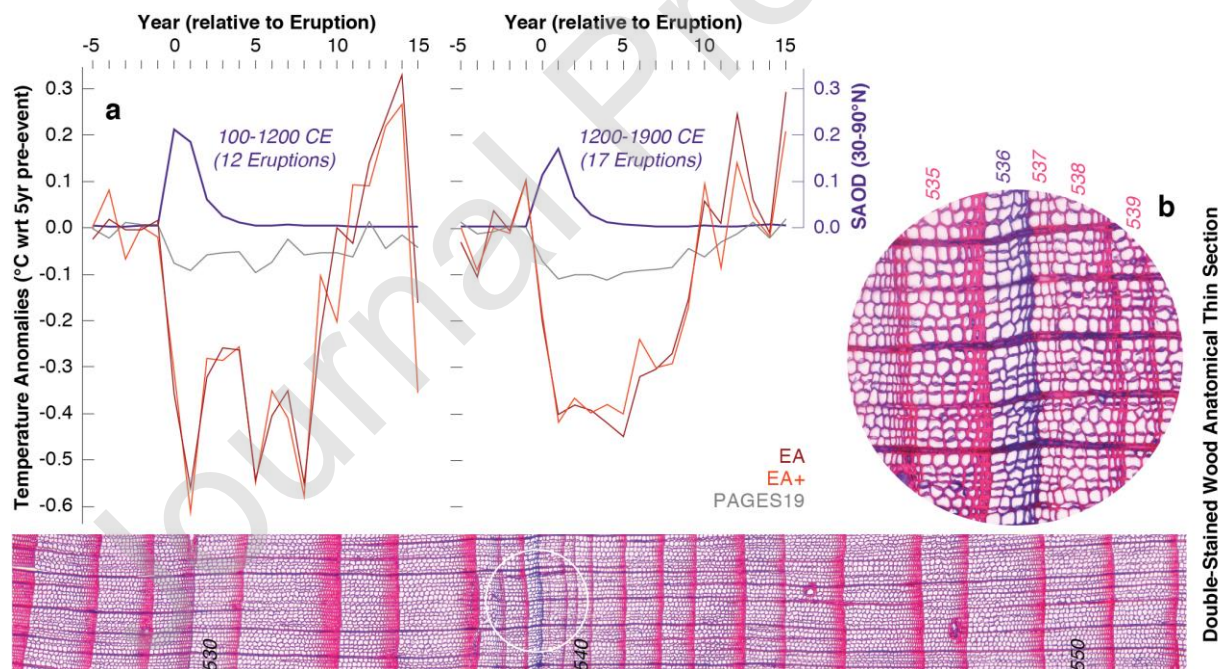 Year (relative to Eruption)
-5 0 5 10 15
Year (relative to Eruption)
-5 0 5 10 15
Temperature Anomalies (°C wrt 5yr pre-event)
0.3
0.2
0.1
0.0
-0.1
-0.2
-0.3
-0.4
-0.5
-0.6
a
100-1200 CE
(12 Eruptions)
1200-1900 CE
(17 Eruptions)
0.3
0.2
0.1
0.0
SAOD (30-90°N)
EA
EA+
PAGES19
535
536
537
538
539
b
Double-Stained Wood Anatomical Thin Section
530
540
550
Journal Pr